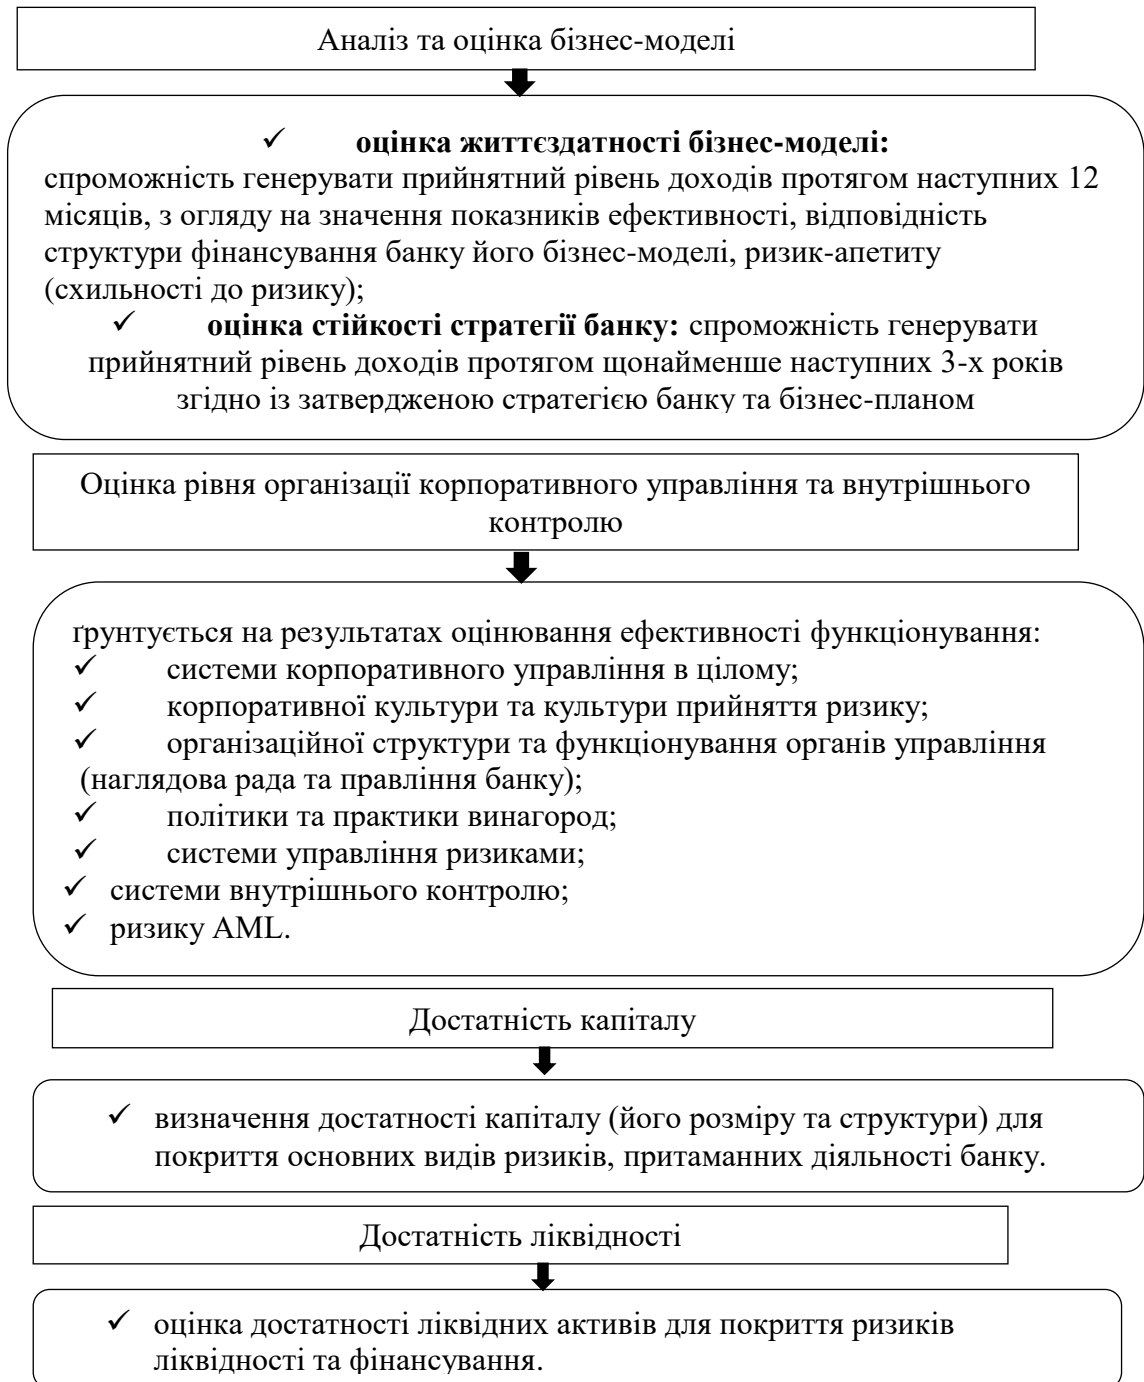 Аналіз та оцінка бізнес-моделі
✓ оцінка життєздатності бізнес-моделі:
спроможність генерувати прийнятний рівень доходів протягом наступних 12
місяців, з огляду на значення показників ефективності, відповідність
структури фінансування банку його бізнес-моделі, ризик-апетиту
(схильності до ризику);
✓ оцінка стійкості стратегії банку: спроможність генерувати
прийнятний рівень доходів протягом щонайменше наступних 3-х років
згідно із затвердженою стратегією банку та бізнес-планом
Оцінка рівня організації корпоративного управління та внутрішнього
контролю
ґрунтується на результатах оцінювання ефективності функціонування:
✓ системи корпоративного управління в цілому;
✓ корпоративної культури та культури прийняття ризику;
✓ організаційної структури та функціонування органів управління
(наглядова рада та правління банку);
✓ політики та практики винагород;
✓ системи управління ризиками;
✓ системи внутрішнього контролю;
✓ ризику AML.
Достатність капіталу
✓ визначення достатності капіталу (його розміру та структури) для
покриття основних видів ризиків, притаманних діяльності банку.
Достатність ліквідності
✓ оцінка достатності ліквідних активів для покриття ризиків
ліквідності та фінансування.